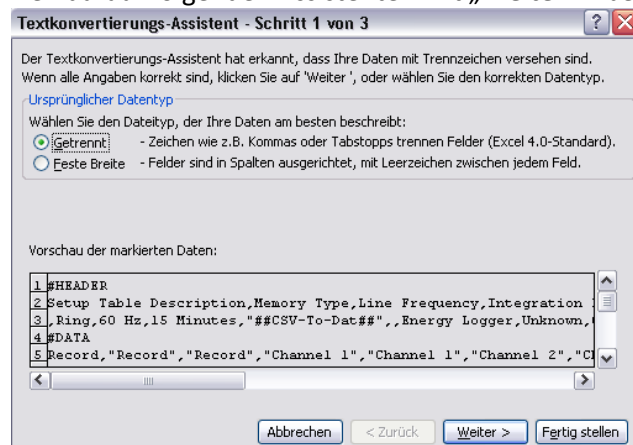 Textkonvertierungs-Assistent - Schritt 1 von 3
Der Textkonvertierungs-Assistent hat erkannt, dass Ihre Daten mit Trennzeichen versehen sind.
Wenn alle Angaben korrekt sind, klicken Sie auf 'Weiter ', oder wählen Sie den korrekten Datentyp.
Ursprünglicher Datentyp
Wählen Sie den Dateityp, der Ihre Daten am besten beschreibt:
Getrennt - Zeichen wie z.B. Kommas oder Tabstopps trennen Felder (Excel 4.0-Standard).
Feste Breite - Felder sind in Spalten ausgerichtet, mit Leerzeichen zwischen jedem Feld.
Vorschau der markierten Daten:
1 #HEADER
2 Setup Table Description,Memory Type,Line Frequency,Integration
3 ,Ring,60 Hz,15 Minutes,"##CSV-To-Dat##",,Energy Logger,Unknown,
4 #DATA
5 Record,"Record","Record","Channel 1","Channel 1","Channel 2","C
Abbrechen < Zurück Weiter > Fertig stellen